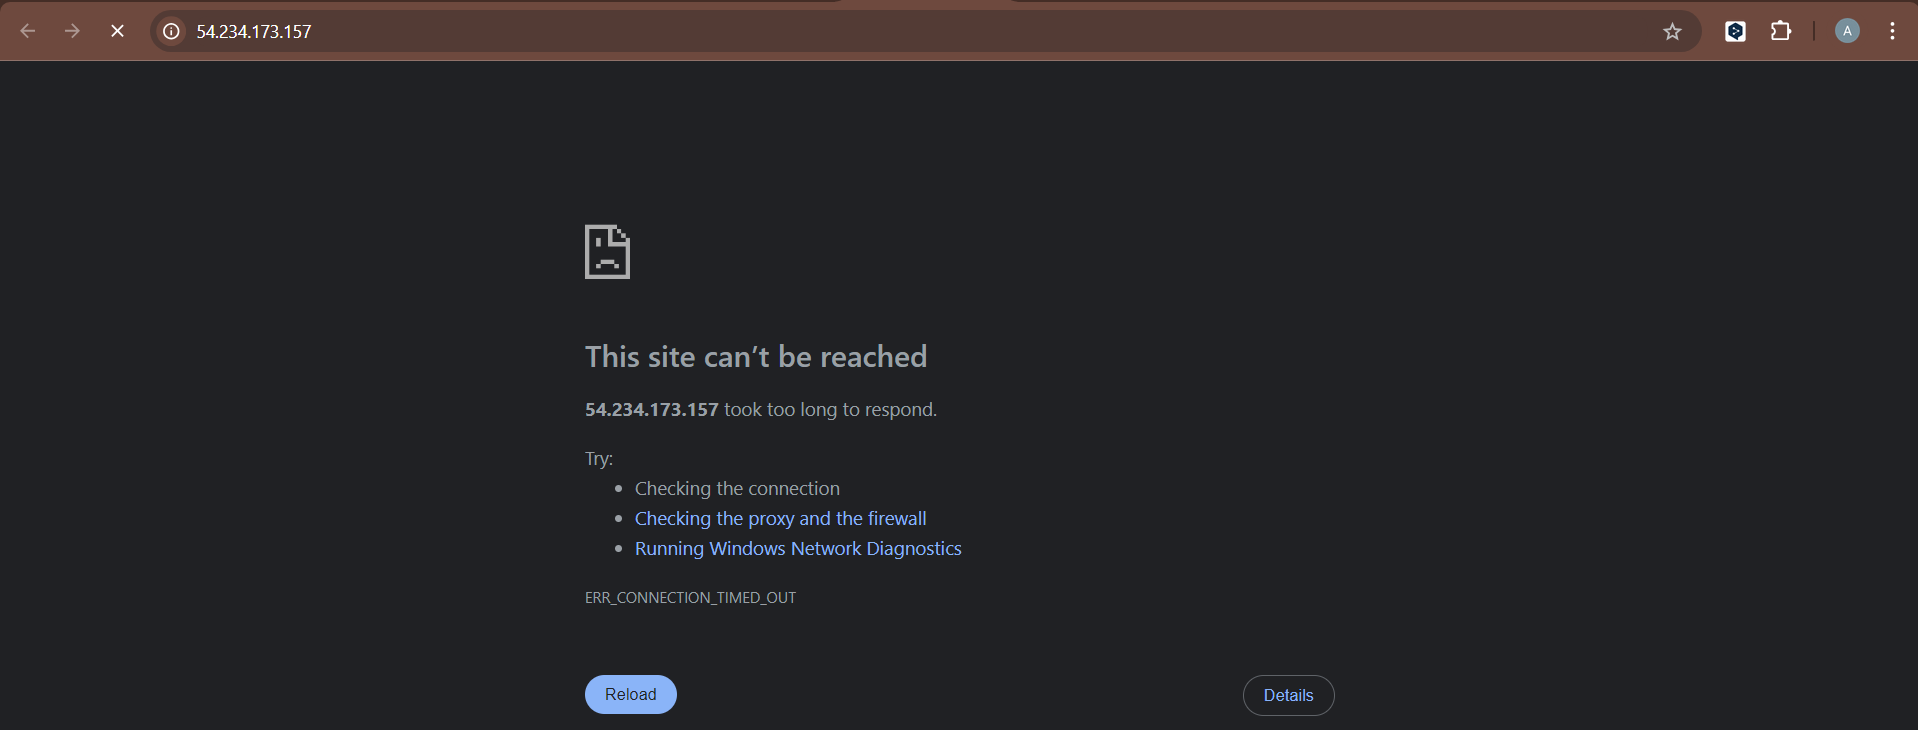 54.234.173.157
A
This site can’t be reached
54.234.173.157 took too long to respond.
Try:
Checking the connection
Checking the proxy and the firewall
Running Windows Network Diagnostics
ERR_CONNECTION_TIMED_OUT
Reload
Details